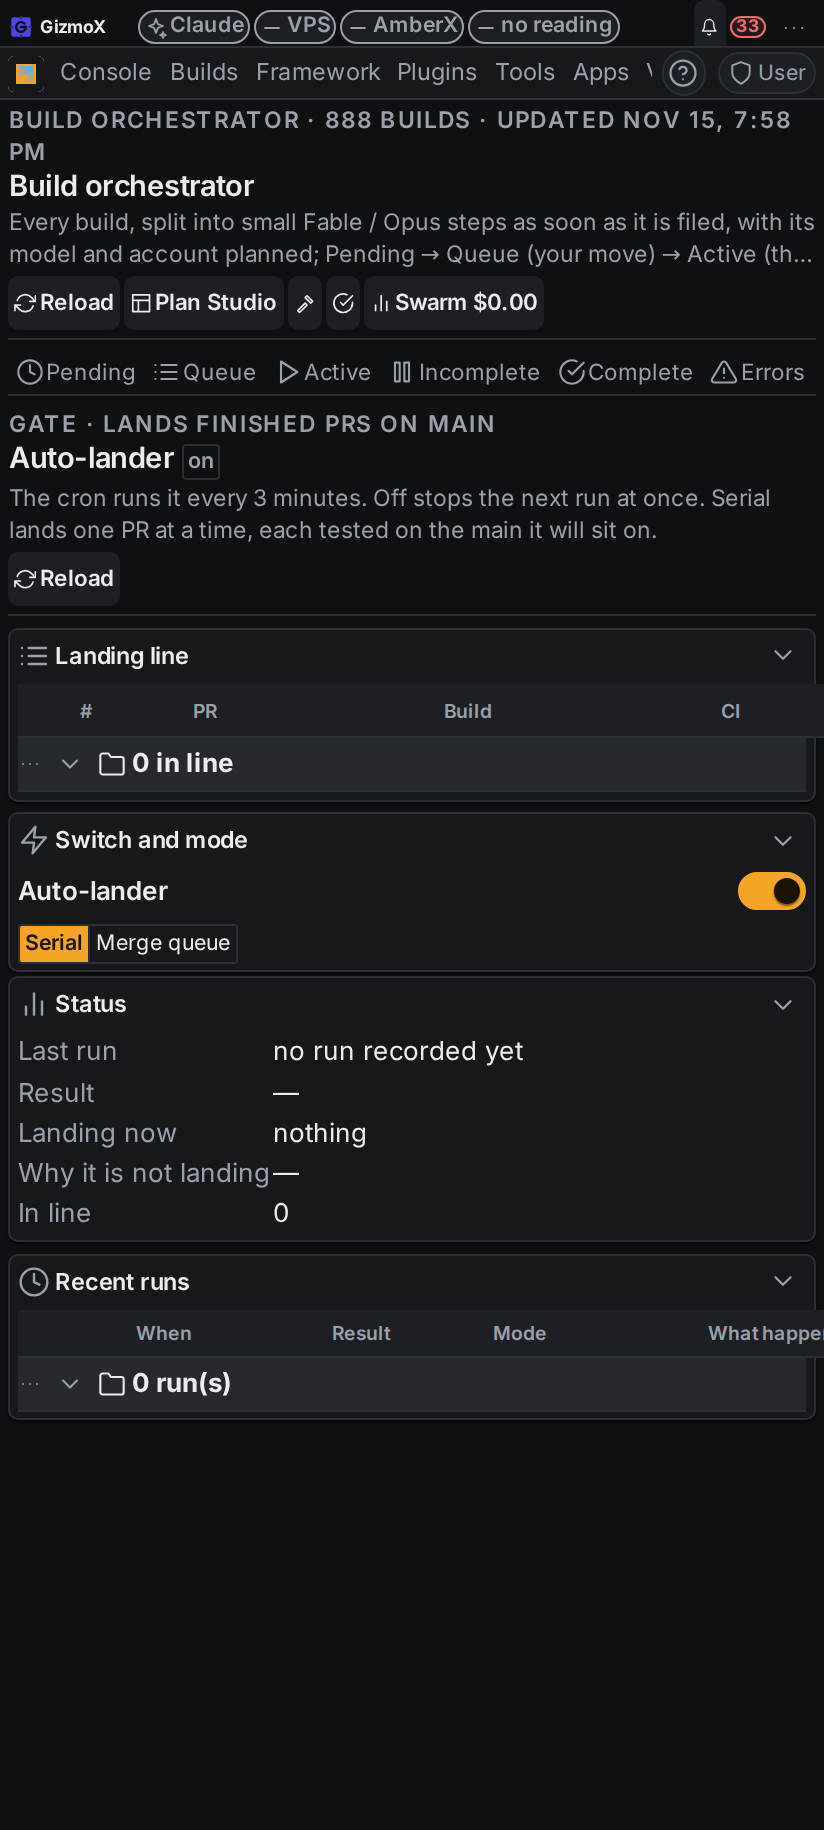 GizmoX Claude — VPS — AmberX — no reading 33 ...
Console Builds Framework Plugins Tools Apps User
BUILD ORCHESTRATOR · 888 BUILDS · UPDATED NOV 15, 7:58
PM
Build orchestrator
Every build, split into small Fable / Opus steps as soon as it is filed, with its
model and account planned; Pending → Queue (your move) → Active (th...
Reload Plan Studio Swarm $0.00
Pending Queue Active Incomplete Complete Errors
GATE · LANDS FINISHED PRS ON MAIN
Auto-lander on
The cron runs it every 3 minutes. Off stops the next run at once. Serial
lands one PR at a time, each tested on the main it will sit on.
Reload
Landing line
# PR Build CI
... 0 in line
Switch and mode
Auto-lander
Serial Merge queue
Status
Last run no run recorded yet
Result —
Landing now nothing
Why it is not landing —
In line 0
Recent runs
When Result Mode What happe
... 0 run(s)